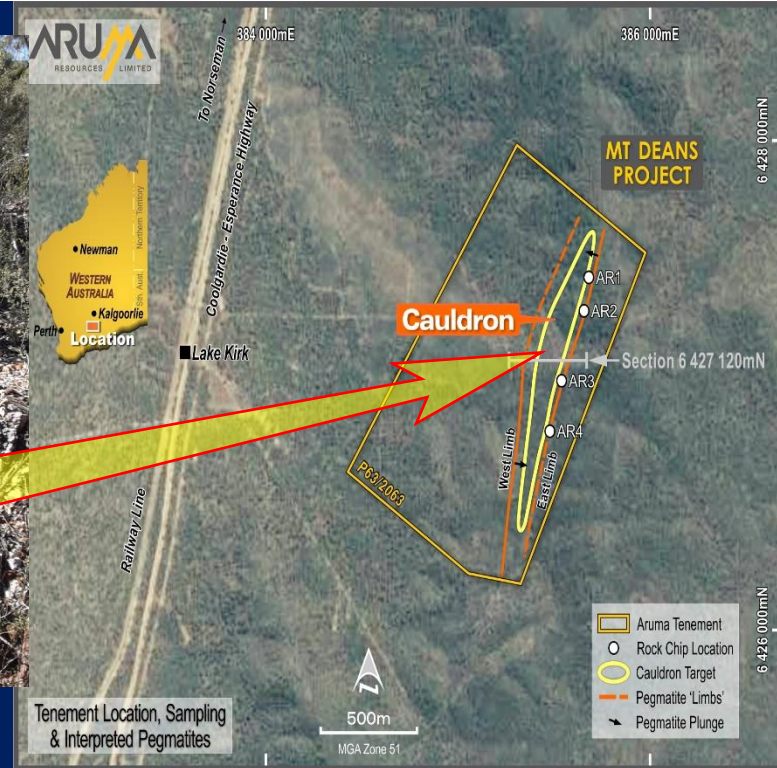 ARUMA
RESOURCES LIMITED
384 000mE
386 000mE
To Norseman
Coolgardie - Esperance Highway
6 428 000mN
MT DEANS
PROJECT
Northern Territory
Sth. Aust.
Newman
WESTERN
AUSTRALIA
Kalgoorlie
Perth
Location
AR1
AR2
Cauldron
Lake Kirk
Section 6 427 120mN
AR3
AR4
West Limb
East Limb
P63/2063
Railway Line
6 426 000mN
Aruma Tenement
Rock Chip Location
Cauldron Target
Pegmatite 'Limbs'
Pegmatite Plunge
Tenement Location, Sampling
& Interpreted Pegmatites
N
500m
MGA Zone 51